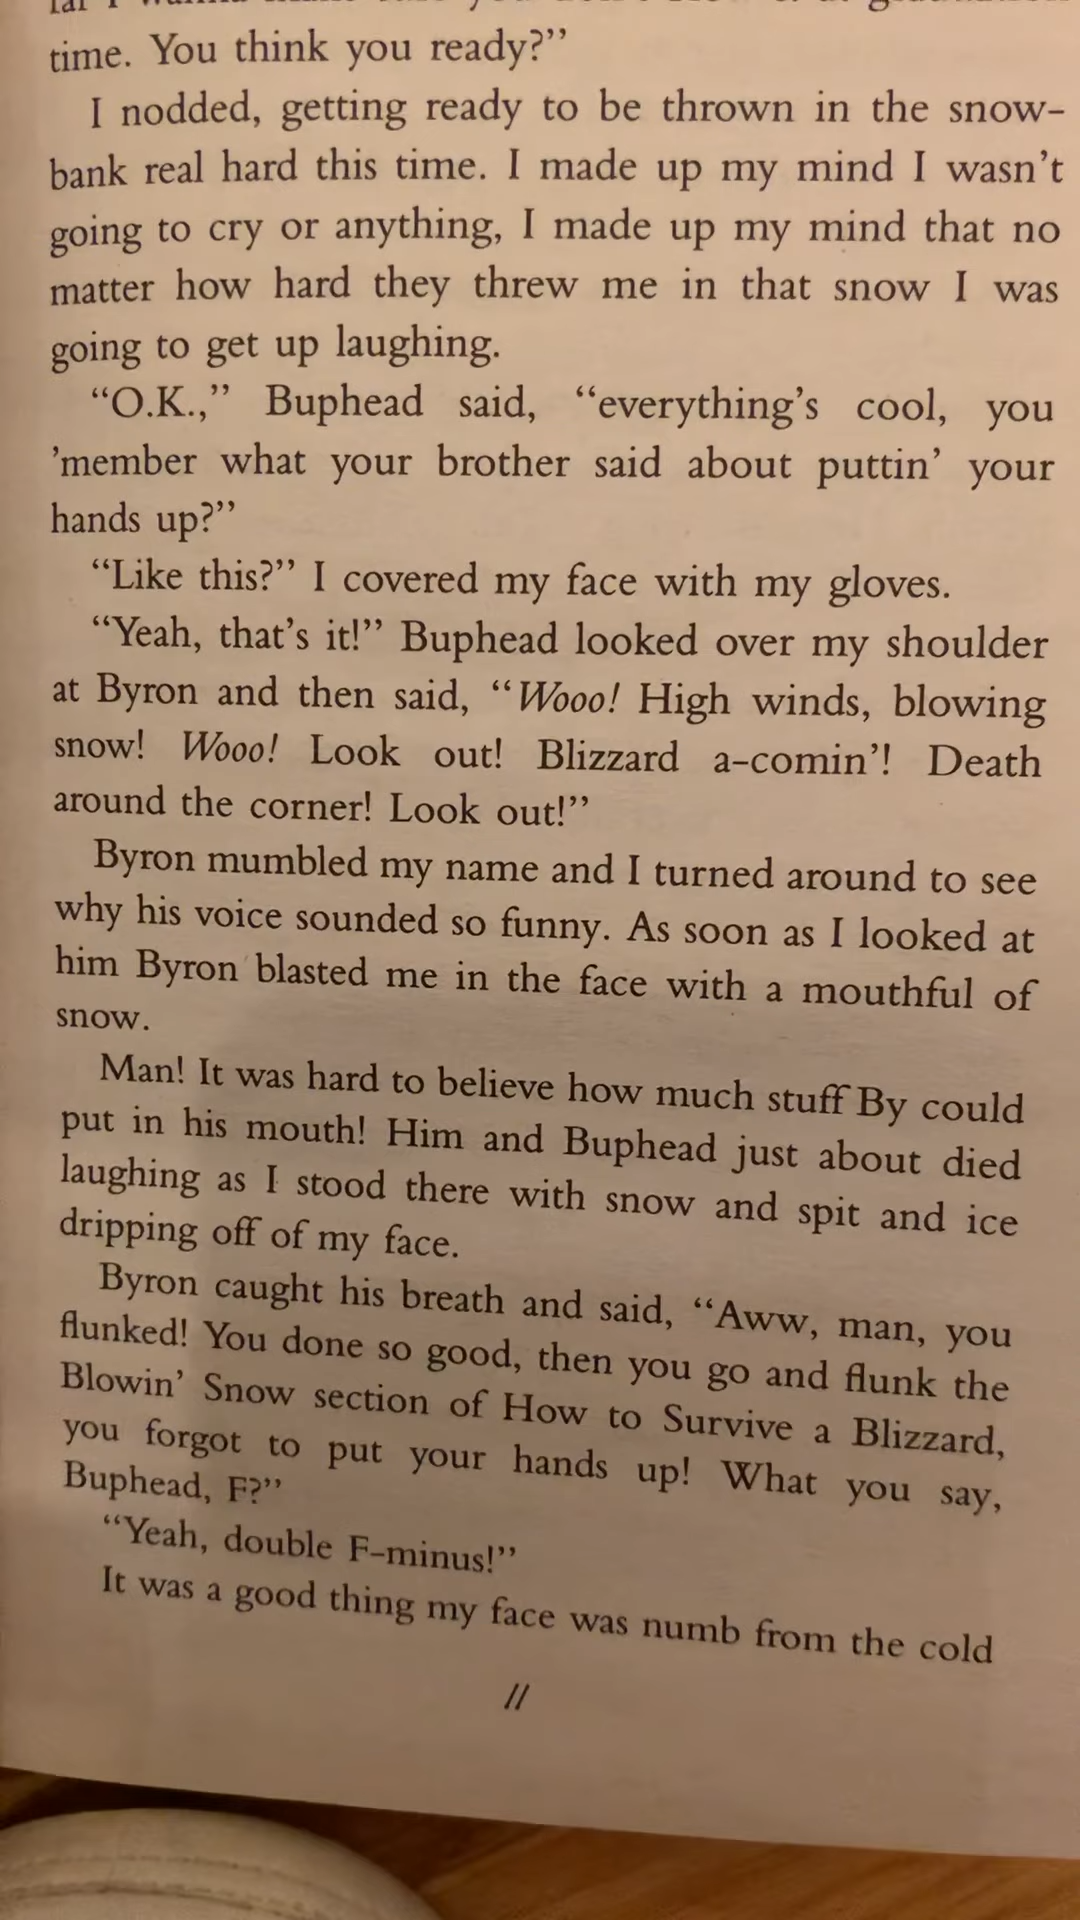 time. You think you ready?”
I nodded, getting ready to be thrown in the snow-
bank real hard this time. I made up my mind I wasn’t
going to cry or anything, I made up my mind that no
matter how hard they threw me in that snow I was
going to get up laughing.
“O.K.,” Buphead said, “everything’s cool, you
’member what your brother said about puttin’ your
hands up?”
“Like this?” I covered my face with my gloves.
“Yeah, that’s it!” Buphead looked over my shoulder
at Byron and then said, “Wooo! High winds, blowing
snow! Wooo! Look out! Blizzard a-comin’! Death
around the corner! Look out!”
Byron mumbled my name and I turned around to see
why his voice sounded so funny. As soon as I looked at
him Byron blasted me in the face with a mouthful of
snow.
Man! It was hard to believe how much stuff By could
put in his mouth! Him and Buphead just about died
laughing as I stood there with snow and spit and ice
dripping off of my face.
Byron caught his breath and said, “Aww, man, you
flunked! You done so good, then you go and flunk the
Blowin’ Snow section of How to Survive a Blizzard,
you forgot to put your hands up! What you say,
Buphead, F?”
“Yeah, double F-minus!”
It was a good thing my face was numb from the cold
11